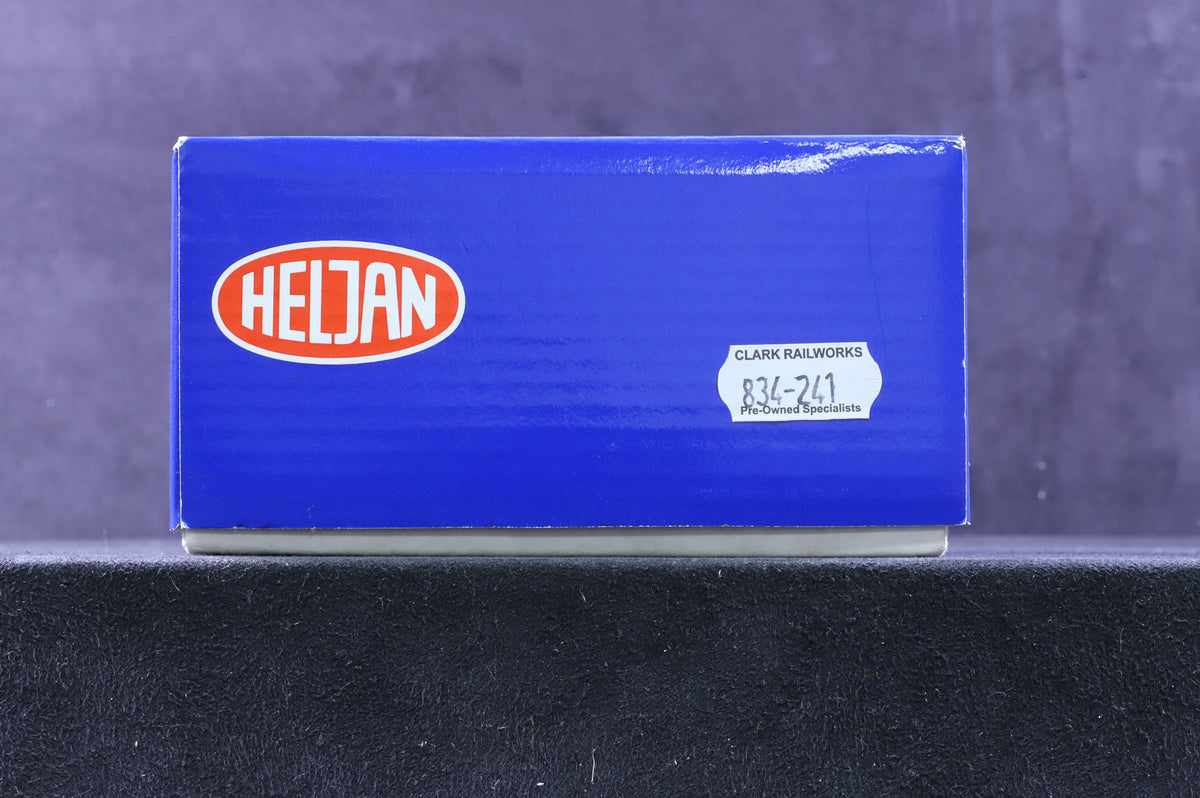 HELJAN
CLARK RAILWORKS
834-241
Pre-Owned Specialists